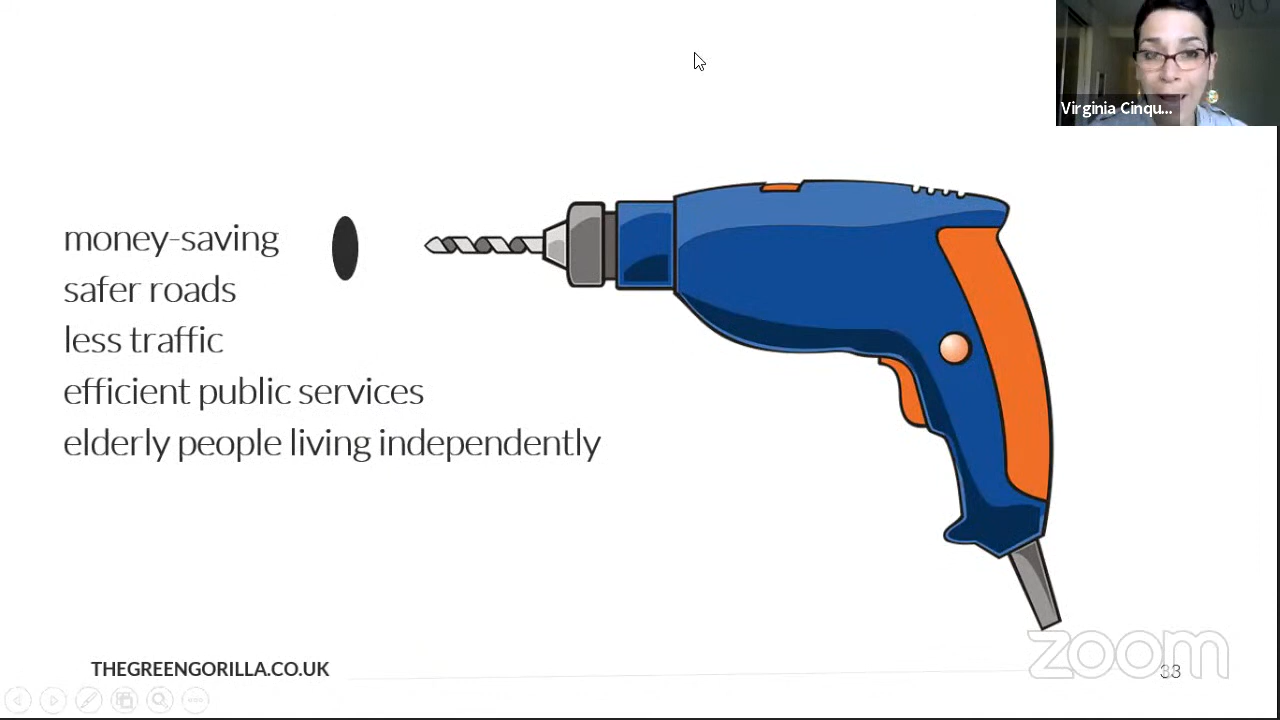 Virginia Cinqu...
money-saving
safer roads
less traffic
efficient public services
elderly people living independently
THEGREENGORILLA.CO.UK
zoom
33